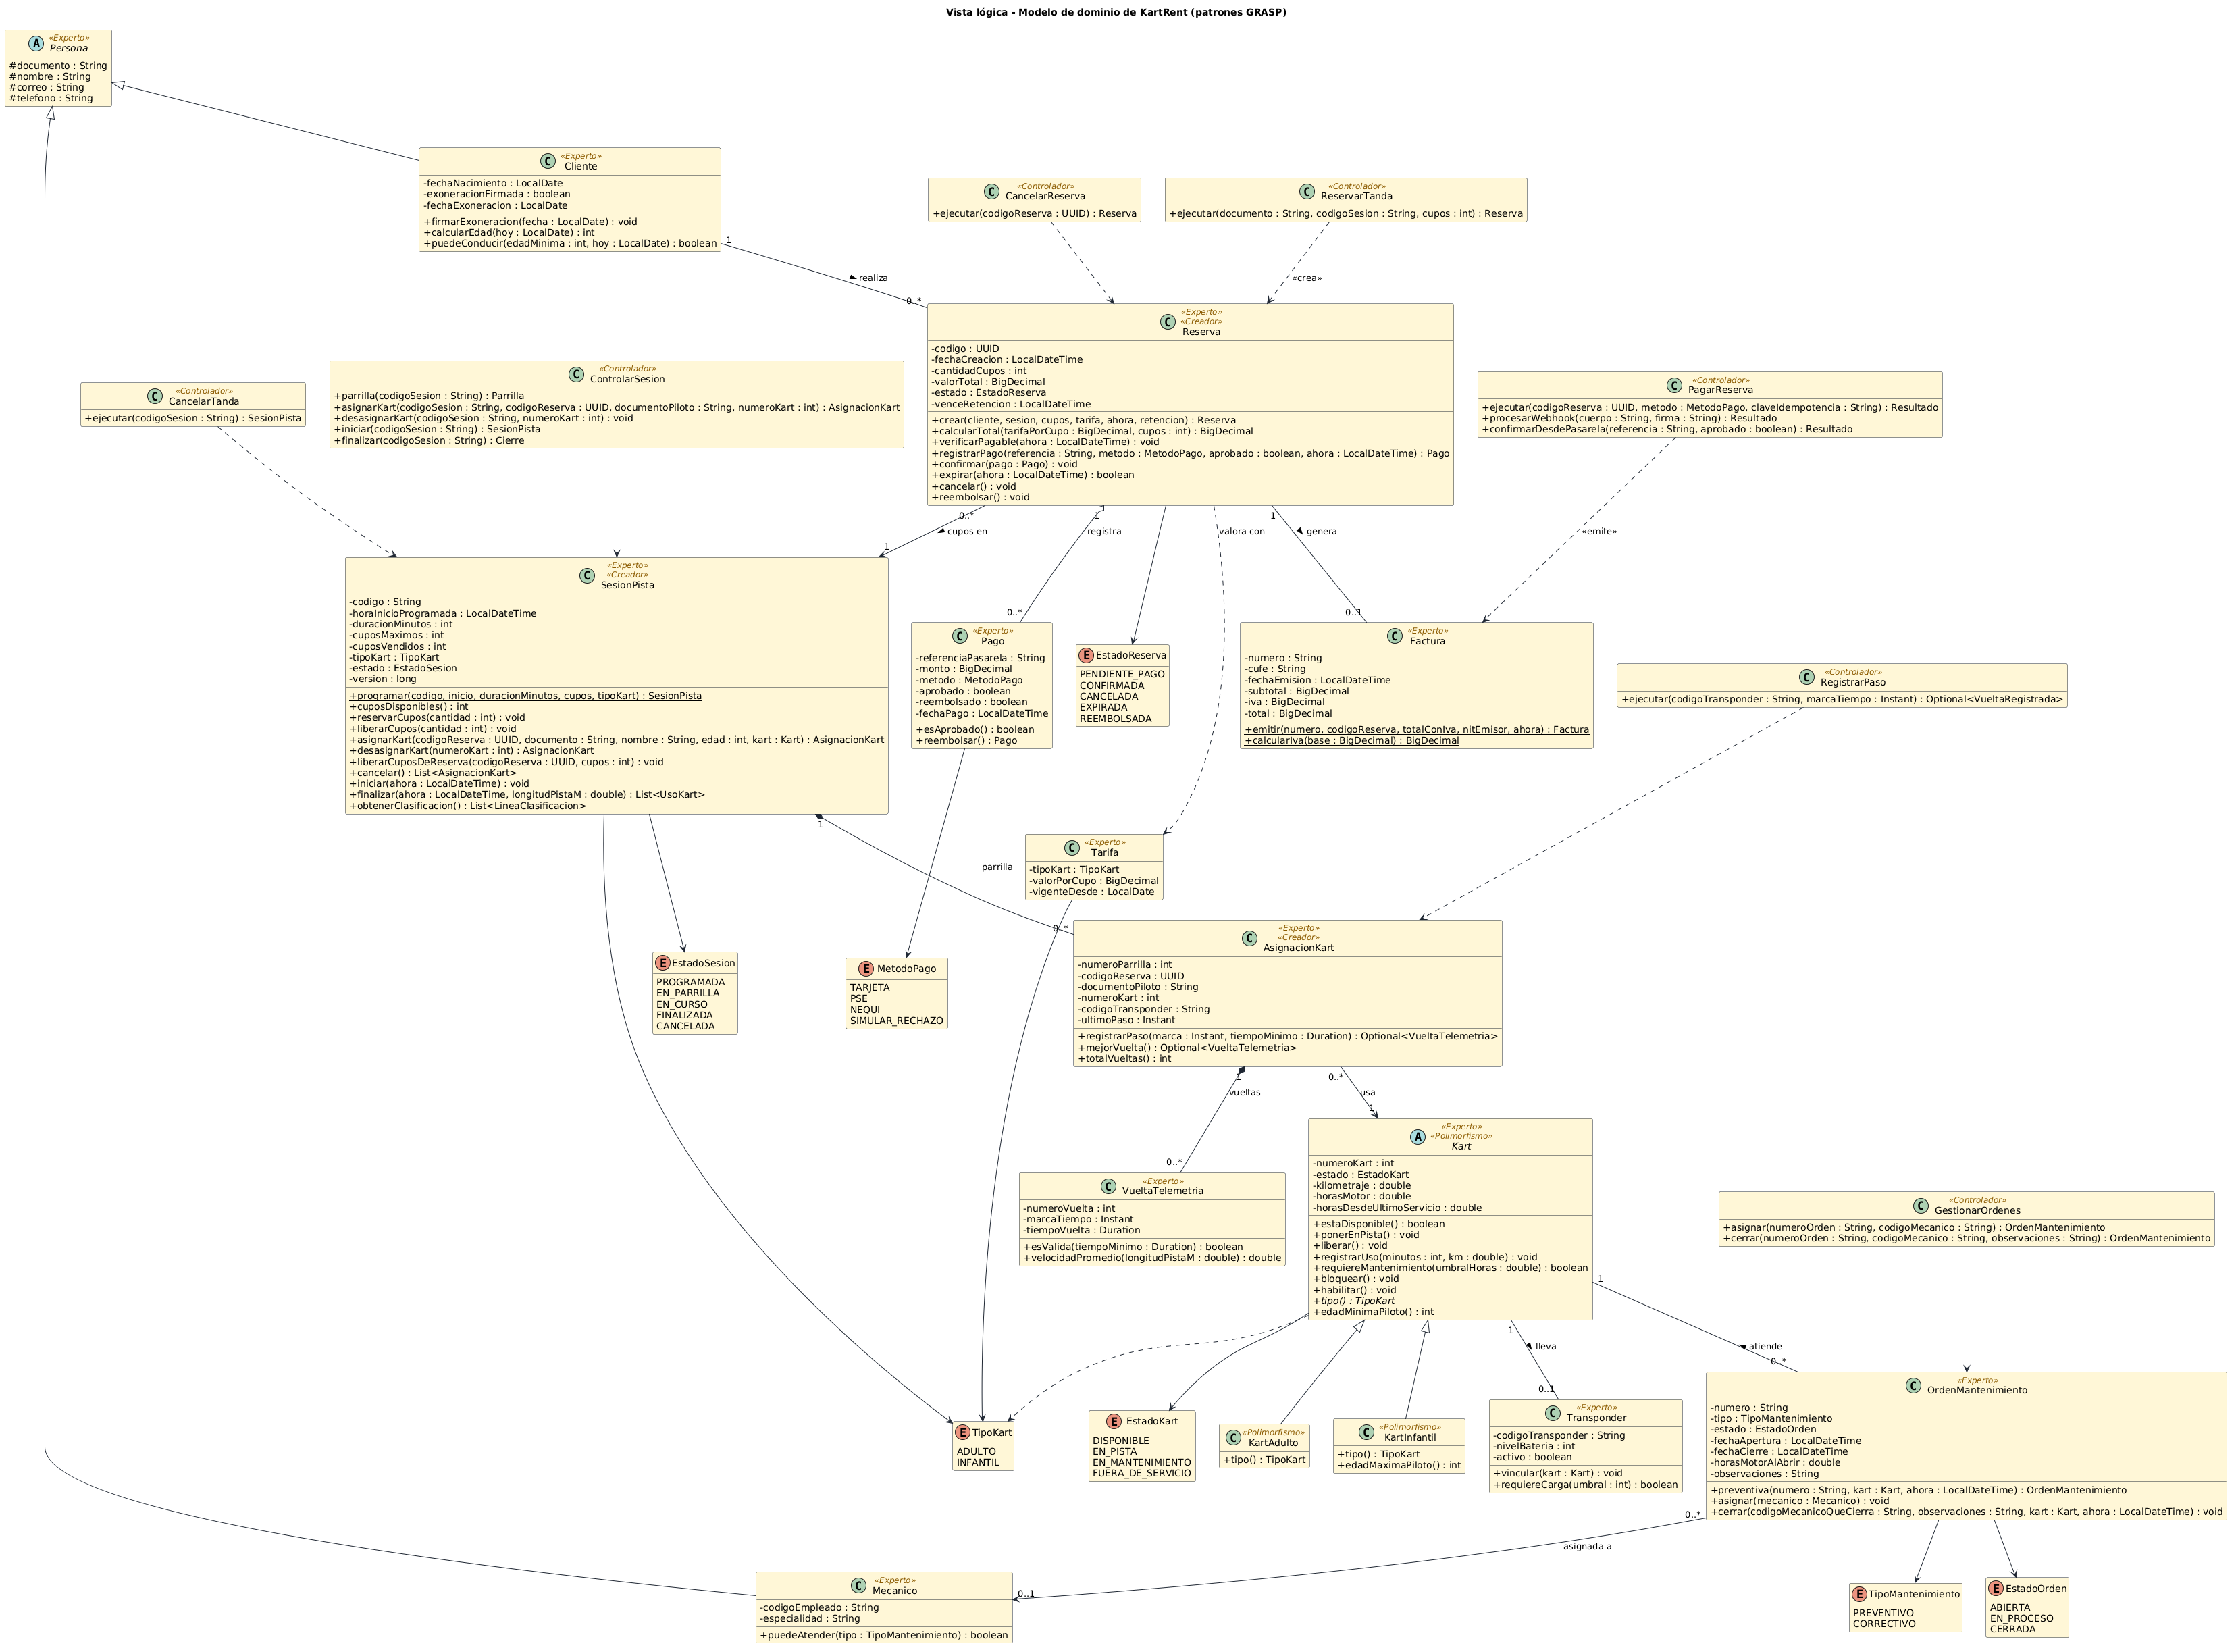 Vista lógica - Modelo de dominio de KartRent (patrones GRASP)
A
«Experto»
Persona
#documento : String
#nombre : String
#correo : String
#telefono : String
C
«Experto»
Cliente
-fechaNacimiento : LocalDate
-exoneracionFirmada : boolean
-fechaExoneracion : LocalDate
+firmarExoneracion(fecha : LocalDate) : void
+calcularEdad(hoy : LocalDate) : int
+puedeConducir(edadMinima : int, hoy : LocalDate) : boolean
C
«Controlador»
CancelarReserva
+ejecutar(codigoReserva : UUID) : Reserva
C
«Controlador»
ReservarTanda
+ejecutar(documento : String, codigoSesion : String, cupos : int) : Reserva
1
realiza
0..*
«crea»
C
«Experto»
«Creador»
Reserva
-codigo : UUID
-fechaCreacion : LocalDateTime
-cantidadCupos : int
-valorTotal : BigDecimal
-estado : EstadoReserva
-venceRetencion : LocalDateTime
+crear(cliente, sesion, cupos, tarifa, ahora, retencion) : Reserva
+calcularTotal(tarifaPorCupo : BigDecimal, cupos : int) : BigDecimal
+verificarPagable(ahora : LocalDateTime) : void
+registrarPago(referencia : String, metodo : MetodoPago, aprobado : boolean, ahora : LocalDateTime) : Pago
+confirmar(pago : Pago) : void
+expirar(ahora : LocalDateTime) : boolean
+cancelar() : void
+reembolsar() : void
C
«Controlador»
CancelarTanda
+ejecutar(codigoSesion : String) : SesionPista
C
«Controlador»
ControlarSesion
+parrilla(codigoSesion : String) : Parrilla
+asignarKart(codigoSesion : String, codigoReserva : UUID, documentoPiloto : String, numeroKart : int) : AsignacionKart
+desasignarKart(codigoSesion : String, numeroKart : int) : void
+iniciar(codigoSesion : String) : SesionPista
+finalizar(codigoSesion : String) : Cierre
C
«Controlador»
PagarReserva
+ejecutar(codigoReserva : UUID, metodo : MetodoPago, claveIdempotencia : String) : Resultado
+procesarWebhook(cuerpo : String, firma : String) : Resultado
+confirmarDesdePasarela(referencia : String, aprobado : boolean) : Resultado
0..*
cupos en
1
1
registra
0..*
valora con
1
genera
0..1
«emite»
C
«Experto»
«Creador»
SesionPista
-codigo : String
-horaInicioProgramada : LocalDateTime
-duracionMinutos : int
-cuposMaximos : int
-cuposVendidos : int
-tipoKart : TipoKart
-estado : EstadoSesion
-version : long
+programar(codigo, inicio, duracionMinutos, cupos, tipoKart) : SesionPista
+cuposDisponibles() : int
+reservarCupos(cantidad : int) : void
+liberarCupos(cantidad : int) : void
+asignarKart(codigoReserva : UUID, documento : String, nombre : String, edad : int, kart : Kart) : AsignacionKart
+desasignarKart(numeroKart : int) : AsignacionKart
+liberarCuposDeReserva(codigoReserva : UUID, cupos : int) : void
+cancelar() : List<AsignacionKart>
+iniciar(ahora : LocalDateTime) : void
+finalizar(ahora : LocalDateTime, longitudPistaM : double) : List<UsoKart>
+obtenerClasificacion() : List<LineaClasificacion>
C
«Experto»
Pago
-referenciaPasarela : String
-monto : BigDecimal
-metodo : MetodoPago
-aprobado : boolean
-reembolsado : boolean
-fechaPago : LocalDateTime
+esAprobado() : boolean
+reembolsar() : Pago
E
EstadoReserva
PENDIENTE_PAGO
CONFIRMADA
CANCELADA
EXPIRADA
REEMBOLSADA
C
«Experto»
Factura
-numero : String
-cufe : String
-fechaEmision : LocalDateTime
-subtotal : BigDecimal
-iva : BigDecimal
-total : BigDecimal
+emitir(numero, codigoReserva, totalConIva, nitEmisor, ahora) : Factura
+calcularIva(base : BigDecimal) : BigDecimal
C
«Controlador»
RegistrarPaso
+ejecutar(codigoTransponder : String, marcaTiempo : Instant) : Optional<VueltaRegistrada>
1
parrilla
0..*
C
«Experto»
Tarifa
-tipoKart : TipoKart
-valorPorCupo : BigDecimal
-vigenteDesde : LocalDate
E
EstadoSesion
PROGRAMADA
EN_PARRILLA
EN_CURSO
FINALIZADA
CANCELADA
E
MetodoPago
TARJETA
PSE
NEQUI
SIMULAR_RECHAZO
C
«Experto»
«Creador»
AsignacionKart
-numeroParrilla : int
-codigoReserva : UUID
-documentoPiloto : String
-numeroKart : int
-codigoTransponder : String
-ultimoPaso : Instant
+registrarPaso(marca : Instant, tiempoMinimo : Duration) : Optional<VueltaTelemetria>
+mejorVuelta() : Optional<VueltaTelemetria>
+totalVueltas() : int
1
vueltas
0..*
0..*
usa
1
C
«Experto»
VueltaTelemetria
-numeroVuelta : int
-marcaTiempo : Instant
-tiempoVuelta : Duration
+esValida(tiempoMinimo : Duration) : boolean
+velocidadPromedio(longitudPistaM : double) : double
A
«Experto»
«Polimorfismo»
Kart
-numeroKart : int
-estado : EstadoKart
-kilometraje : double
-horasMotor : double
-horasDesdeUltimoServicio : double
+estaDisponible() : boolean
+ponerEnPista() : void
+liberar() : void
+registrarUso(minutos : int, km : double) : void
+requiereMantenimiento(umbralHoras : double) : boolean
+bloquear() : void
+habilitar() : void
+tipo() : TipoKart
+edadMinimaPiloto() : int
C
«Controlador»
GestionarOrdenes
+asignar(numeroOrden : String, codigoMecanico : String) : OrdenMantenimiento
+cerrar(numeroOrden : String, codigoMecanico : String, observaciones : String) : OrdenMantenimiento
1
lleva
0..1
1
atiende
0..*
E
TipoKart
ADULTO
INFANTIL
E
EstadoKart
DISPONIBLE
EN_PISTA
EN_MANTENIMIENTO
FUERA_DE_SERVICIO
C
«Polimorfismo»
KartAdulto
+tipo() : TipoKart
C
«Polimorfismo»
KartInfantil
+tipo() : TipoKart
+edadMaximaPiloto() : int
C
«Experto»
Transponder
-codigoTransponder : String
-nivelBateria : int
-activo : boolean
+vincular(kart : Kart) : void
+requiereCarga(umbral : int) : boolean
C
«Experto»
OrdenMantenimiento
-numero : String
-tipo : TipoMantenimiento
-estado : EstadoOrden
-fechaApertura : LocalDateTime
-fechaCierre : LocalDateTime
-horasMotorAlAbrir : double
-observaciones : String
+preventiva(numero : String, kart : Kart, ahora : LocalDateTime) : OrdenMantenimiento
+asignar(mecanico : Mecanico) : void
+cerrar(codigoMecanicoQueCierra : String, observaciones : String, kart : Kart, ahora : LocalDateTime) : void
0..*
asignada a
0..1
C
«Experto»
Mecanico
-codigoEmpleado : String
-especialidad : String
+puedeAtender(tipo : TipoMantenimiento) : boolean
E
TipoMantenimiento
PREVENTIVO
CORRECTIVO
E
EstadoOrden
ABIERTA
EN_PROCESO
CERRADA